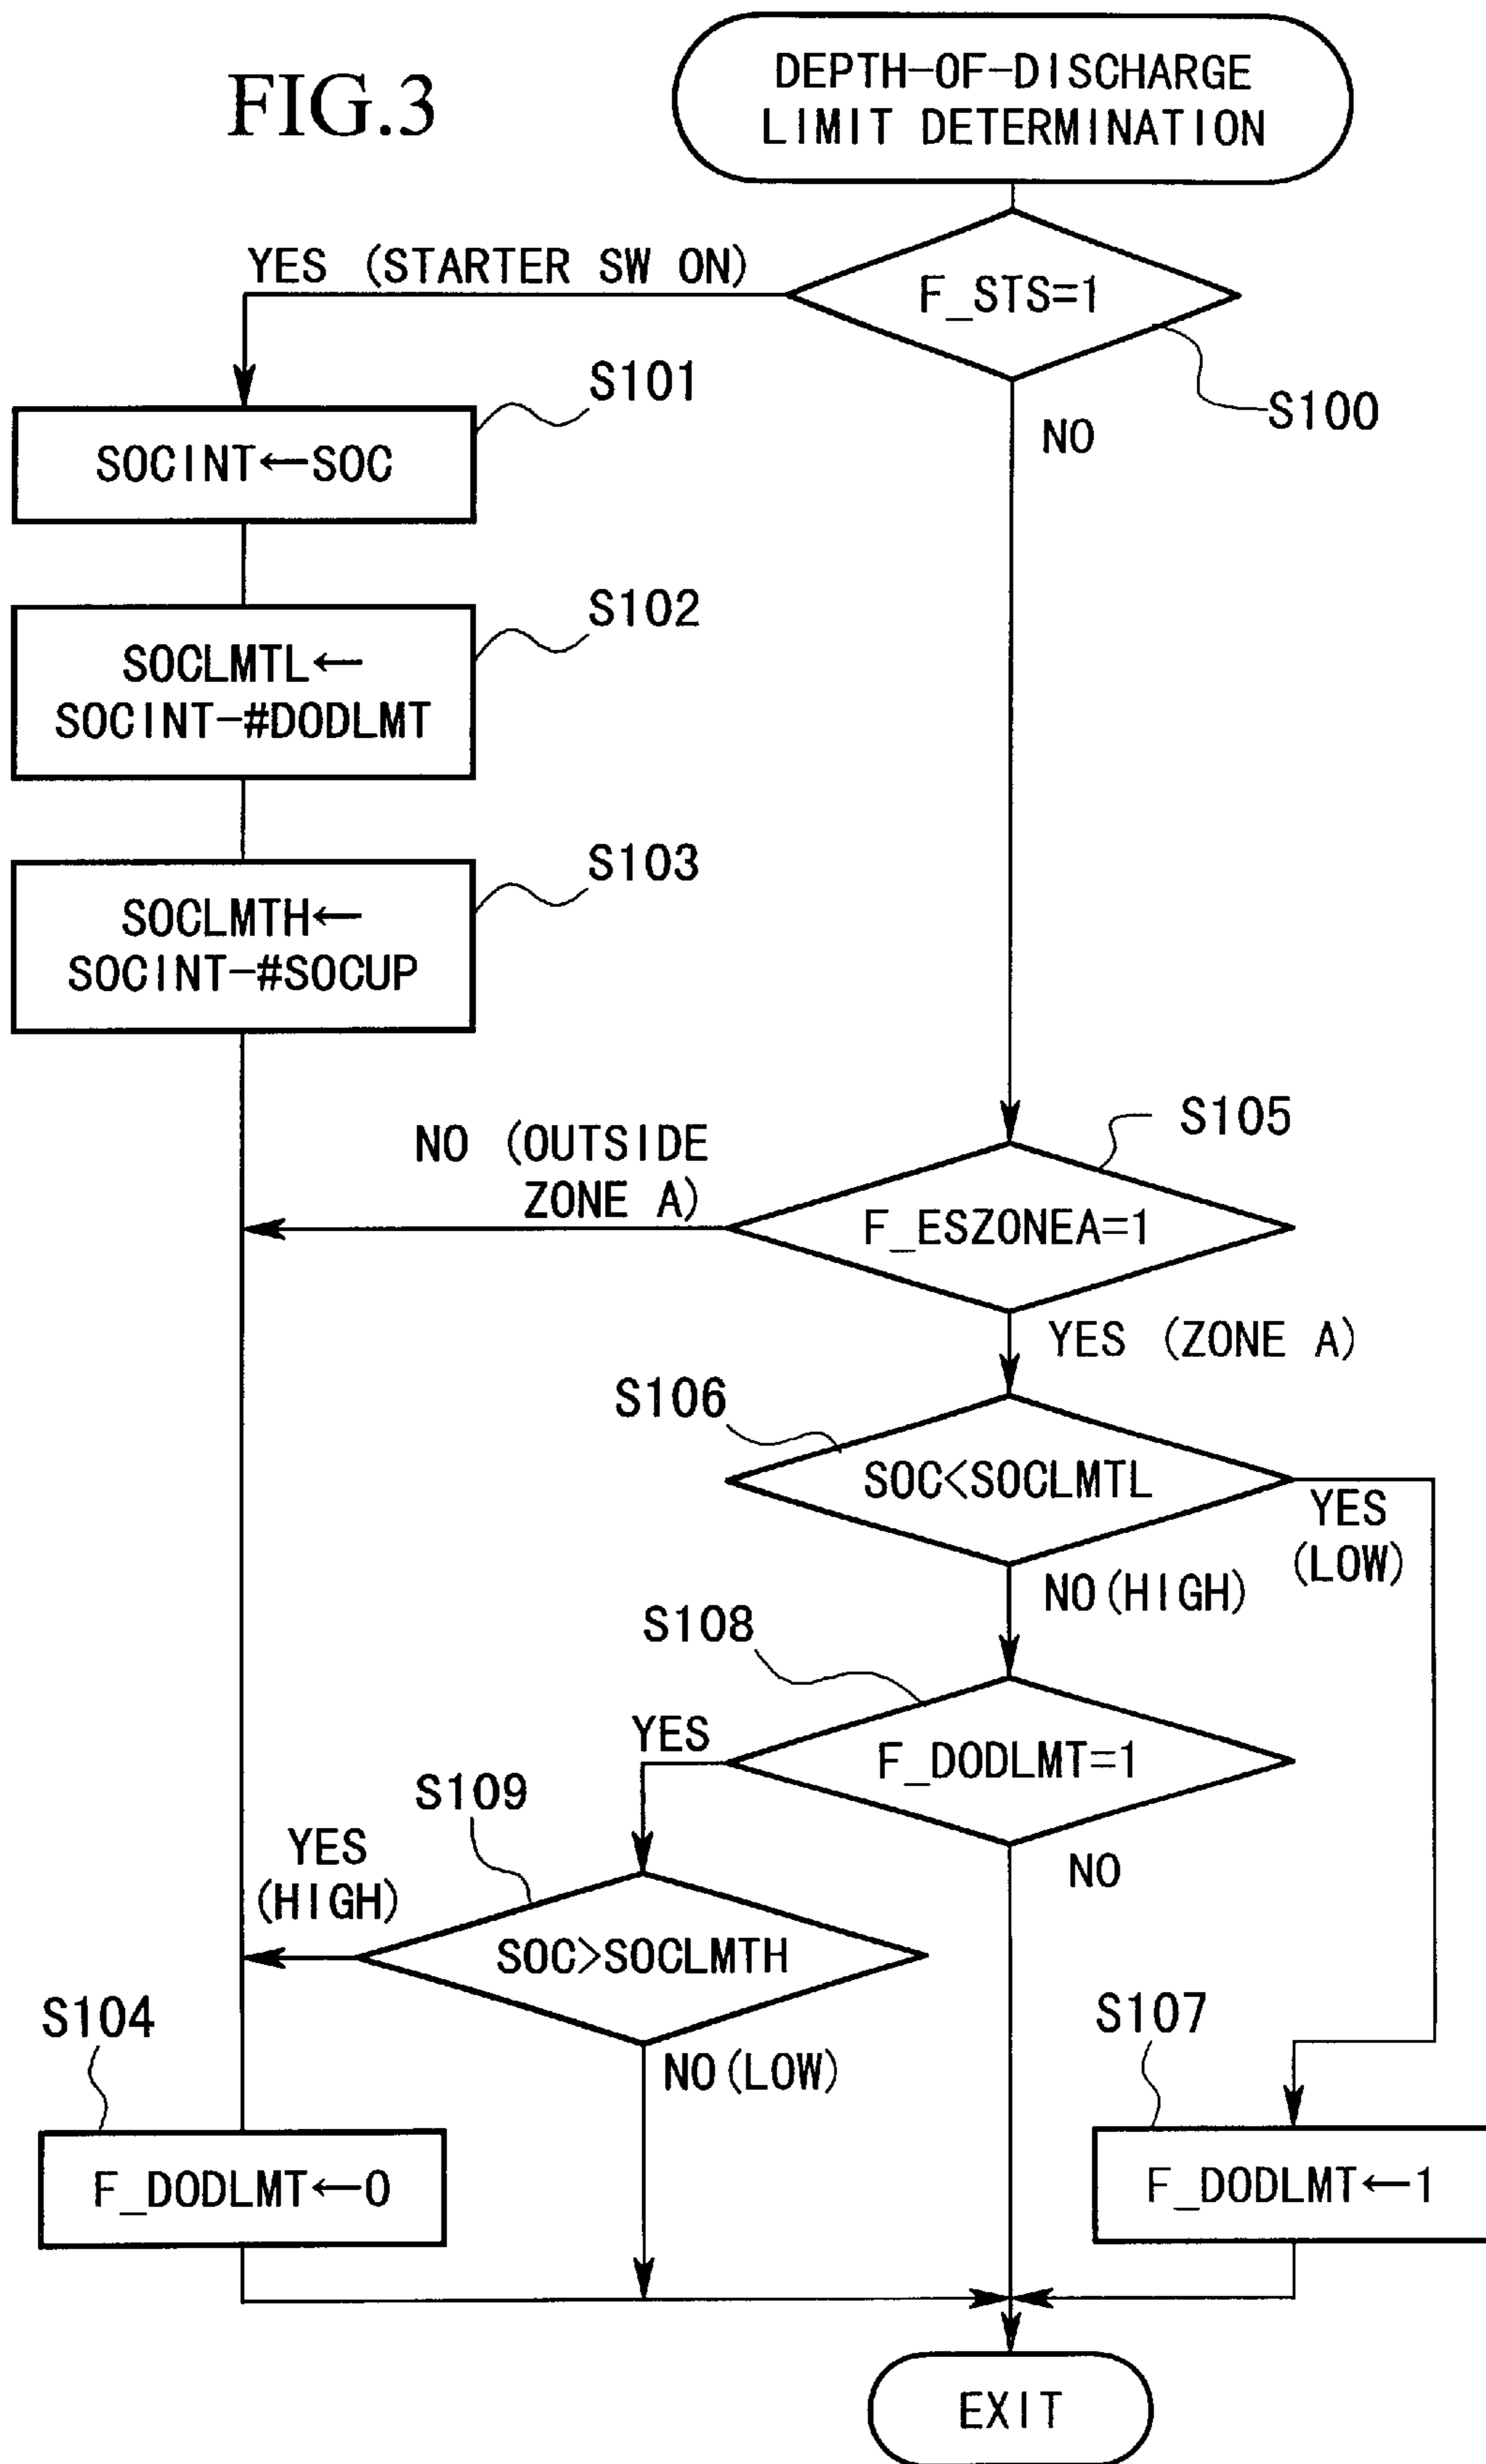 FIG.3
DEPTH-OF-DISCHARGE
LIMIT DETERMINATION
YES (STARTER SW ON)
F_STS=1
S100
NO
S101
SOCINT←SOC
S102
SOCLMTL←
SOCINT-#DODLMT
S103
SOCLMTH←
SOCINT-#SOCUP
S105
NO (OUTSIDE
ZONE A)
F_ESZONEA=1
YES (ZONE A)
S106
SOC<SOCLMTL
YES
(LOW)
NO(HIGH)
S108
YES
F_DODLMT=1
S109
NO
YES
(HIGH)
SOC>SOCLMTH
S104
S107
NO(LOW)
F_DODLMT←0
F_DODLMT←1
EXIT